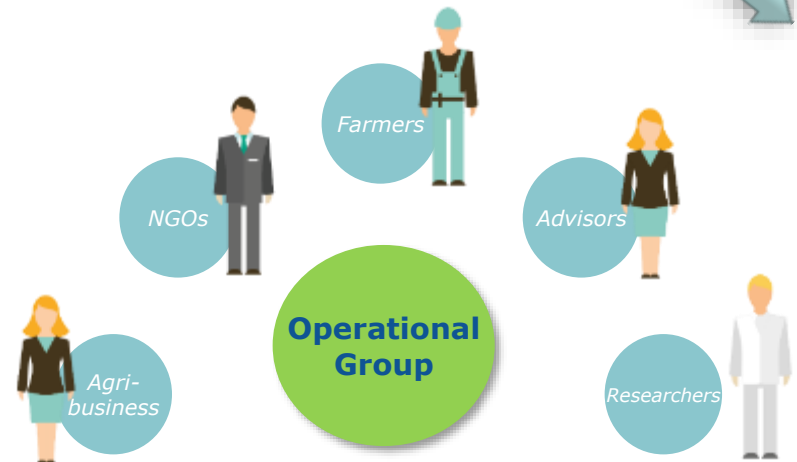 Farmers
NGOs
Advisors
Operational
Group
Agri-
business
Researchers